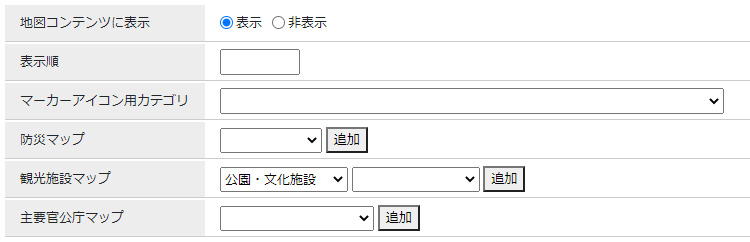 地図コンテンツに表示 表示 非表示
表示順
マーカーアイコン用カテゴリ
防災マップ 追加
観光施設マップ 公園・文化施設 追加
主要官公庁マップ 追加